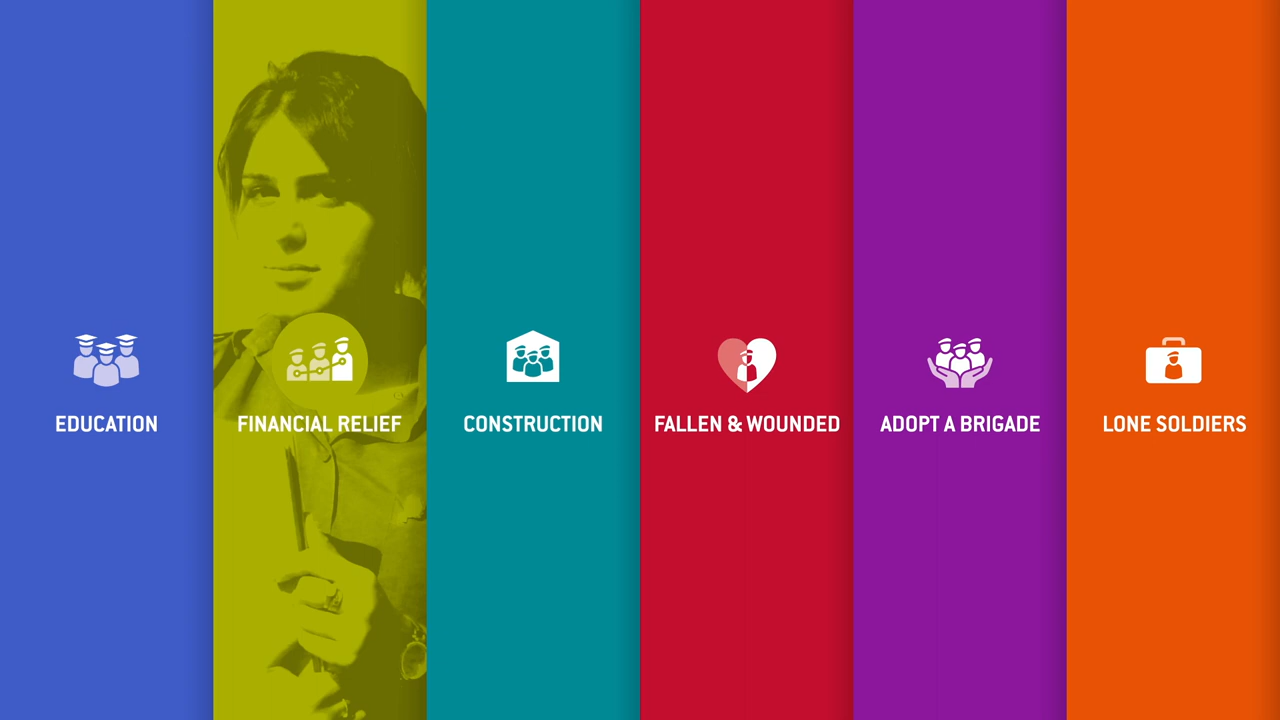 EDUCATION
FINANCIAL RELIEF
CONSTRUCTION
FALLEN & WOUNDED
ADOPT A BRIGADE
LONE SOLDIERS